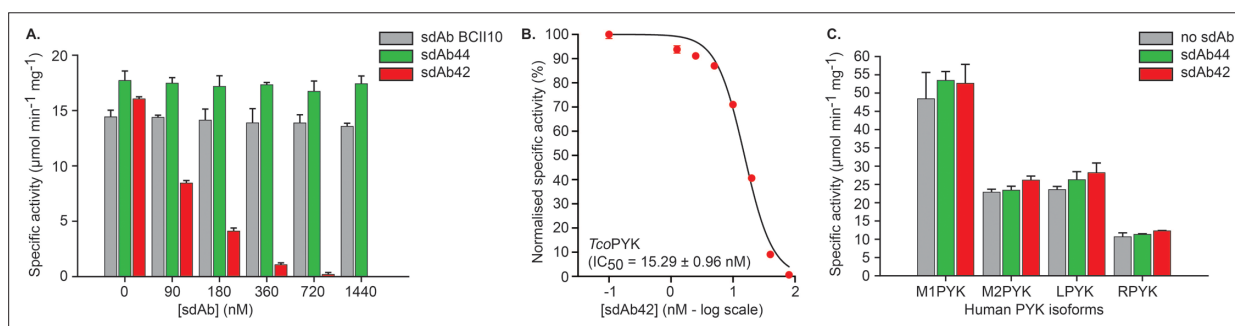 A.
sdAb BCII10
sdAb44
sdAb42
Specific activity (µmol min⁻¹ mg⁻¹)
20
15
10
5
0
0 90 180 360 720 1440
[sdAb] (nM)
B.
Normalised specific activity (%)
100
90
80
70
60
50
40
30
20
10
0
TcoPYK
(IC₅₀ = 15.29 ± 0.96 nM)
-1 0 1 2
[sdAb42] (nM - log scale)
C.
no sdAb
sdAb44
sdAb42
Specific activity (µmol min⁻¹ mg⁻¹)
60
55
50
45
40
35
30
25
20
15
10
5
0
M1PYK M2PYK LPYK RPYK
Human PYK isoforms